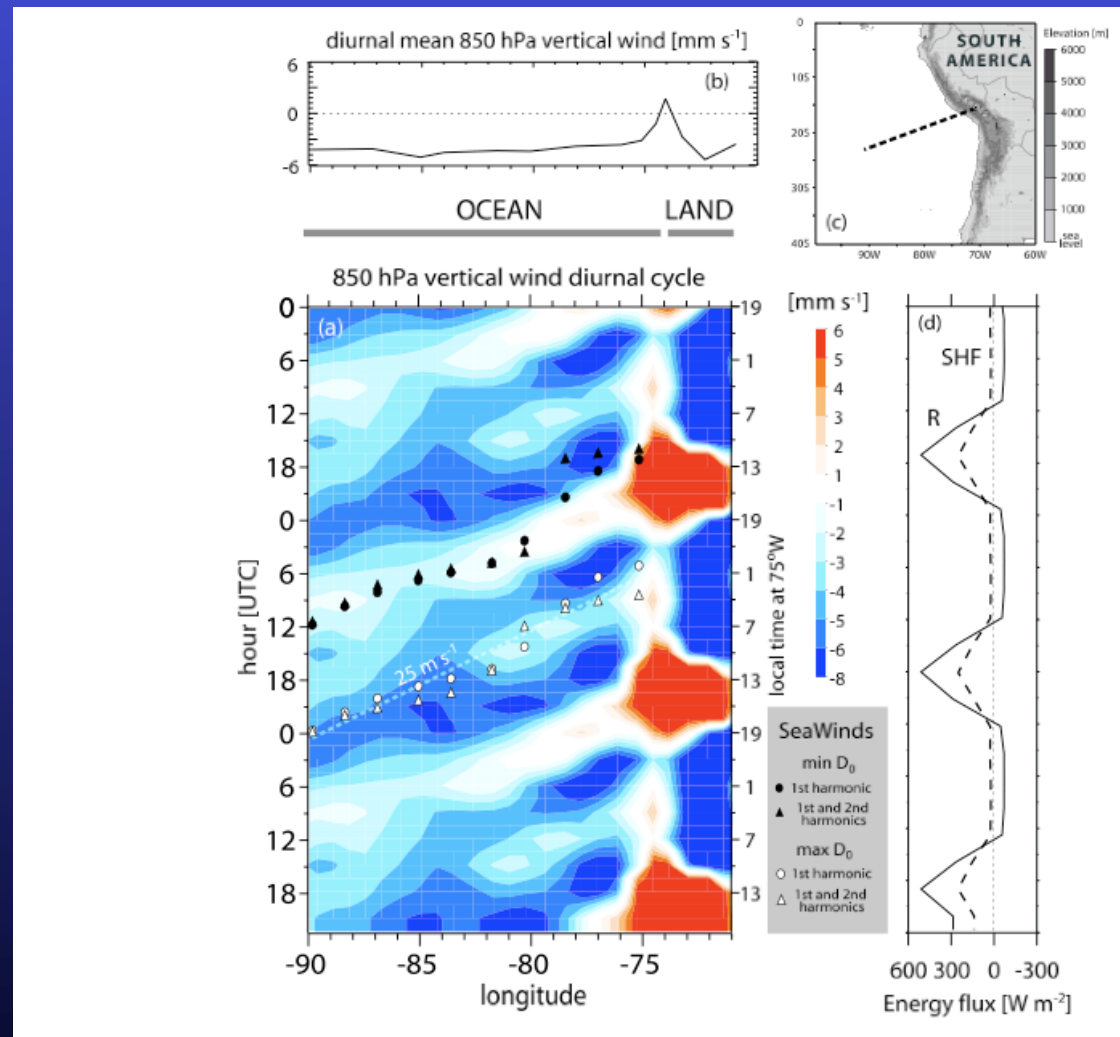 diurnal mean 850 hPa vertical wind [mm s⁻¹]
6
0
-6
(b)
OCEAN LAND
0
10S
20S
30S
40S
SOUTH
AMERICA
(c)
90W 80W 70W 60W
Elevation [m]
6000
5000
4000
3000
2000
1000
sea
level
850 hPa vertical wind diurnal cycle
(a)
hour [UTC]
0
6
12
18
0
6
12
18
0
6
12
18
25 m s⁻¹
19
1
7
13
19
1
7
13
19
1
7
13
local time at 75°W
-90 -85 -80 -75
longitude
[mm s⁻¹]
6
5
4
3
2
1
-1
-2
-3
-4
-5
-6
-8
SeaWinds
min D₀
1st harmonic
1st and 2nd
harmonics
max D₀
1st harmonic
1st and 2nd
harmonics
(d)
SHF
R
600 300 0 -300
Energy flux [W m⁻²]